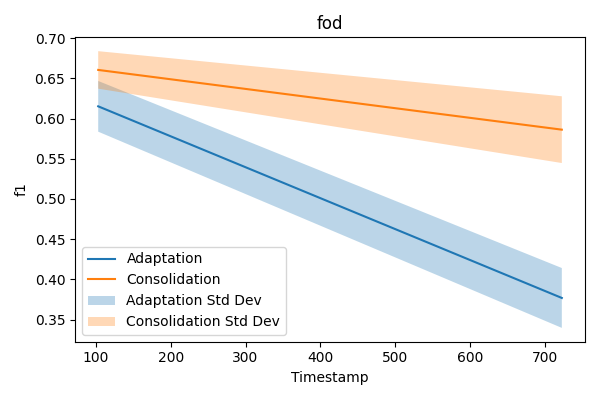 fod
0.70
0.65
0.60
0.55
0.50
0.45
0.40
0.35
f1
Adaptation
Consolidation
Adaptation Std Dev
Consolidation Std Dev
100 200 300 400 500 600 700
Timestamp